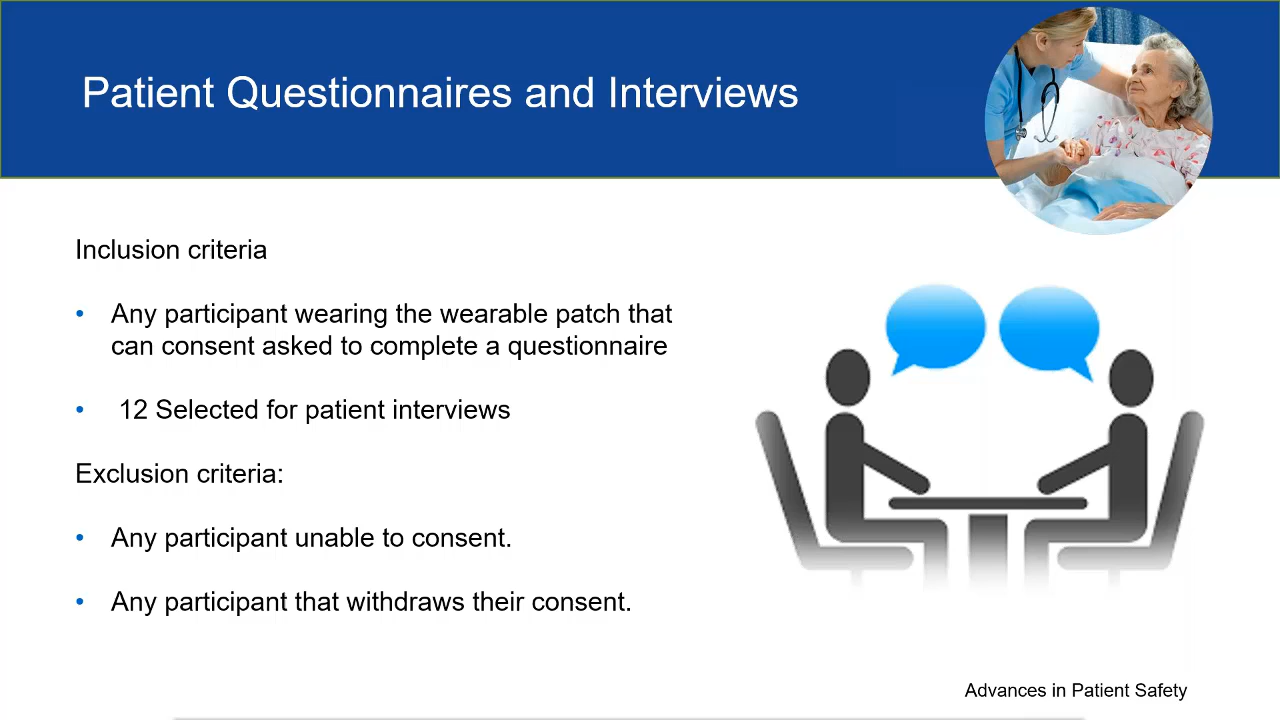 Patient Questionnaires and Interviews
Inclusion criteria
• Any participant wearing the wearable patch that
can consent asked to complete a questionnaire
• 12 Selected for patient interviews
Exclusion criteria:
• Any participant unable to consent.
• Any participant that withdraws their consent.
Advances in Patient Safety